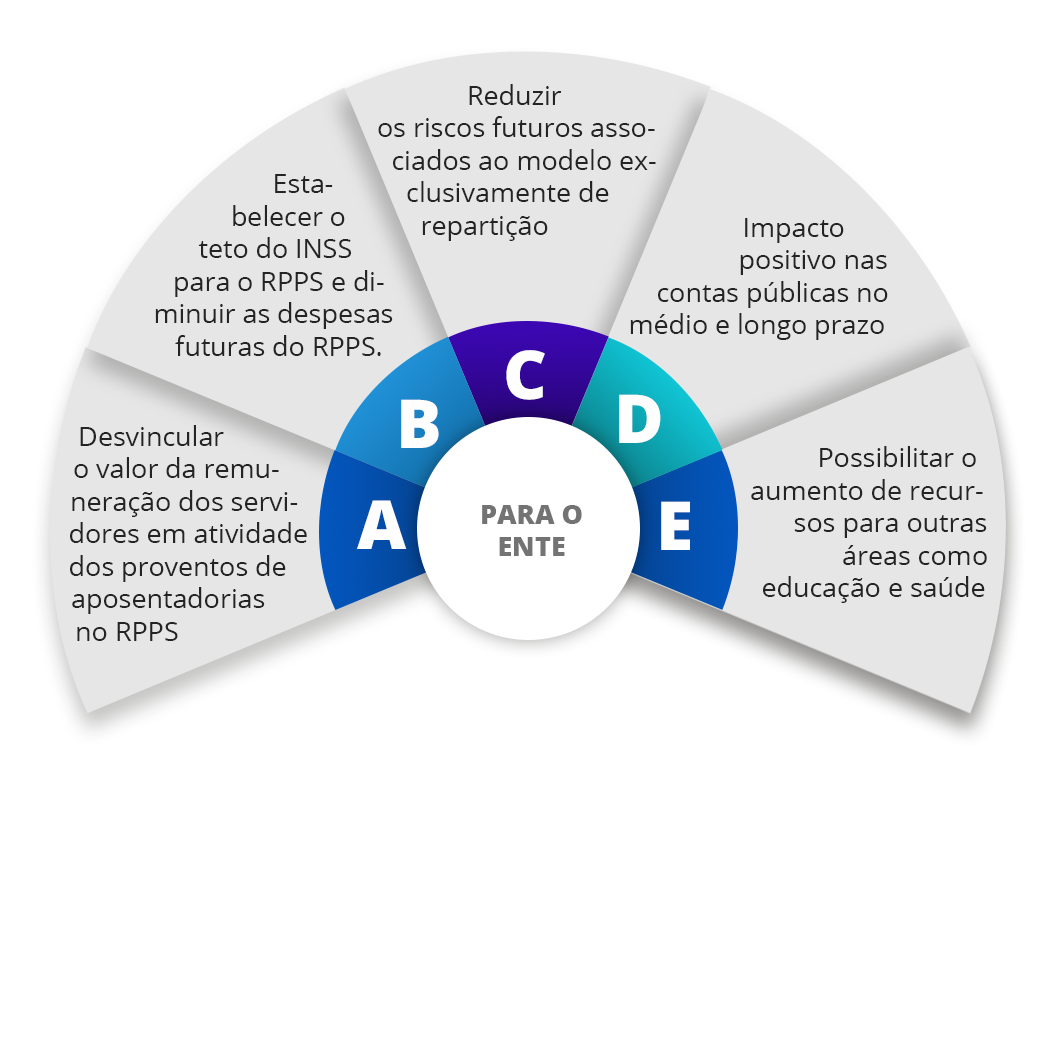 Desvincular
o valor da remu-
neração dos servi-
dores em atividade
dos proventos de
aposentadorias
no RPPS
A
Esta-
belecer o
teto do INSS
para o RPPS e di-
minuir as despesas
futuras do RPPS.
B
Reduzir
os riscos futuros asso-
ciados ao modelo ex-
clusivamente de
repartição
C
Impacto
positivo nas
contas públicas no
médio e longo prazo
D
Possibilitar o
aumento de recur-
sos para outras
áreas como
educação e saúde
E
PARA O
ENTE